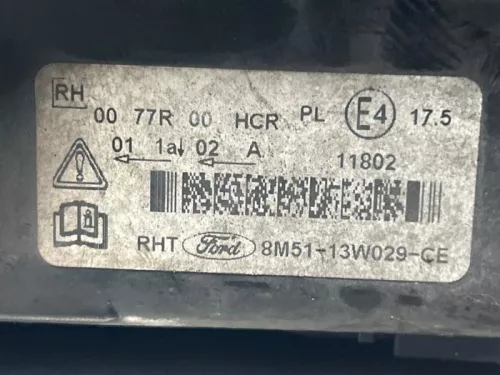 RH
00 77R 00 HCR PL E4 17.5
01 1a↓ 02 A 11802
RHT Ford 8M51-13W029-CE